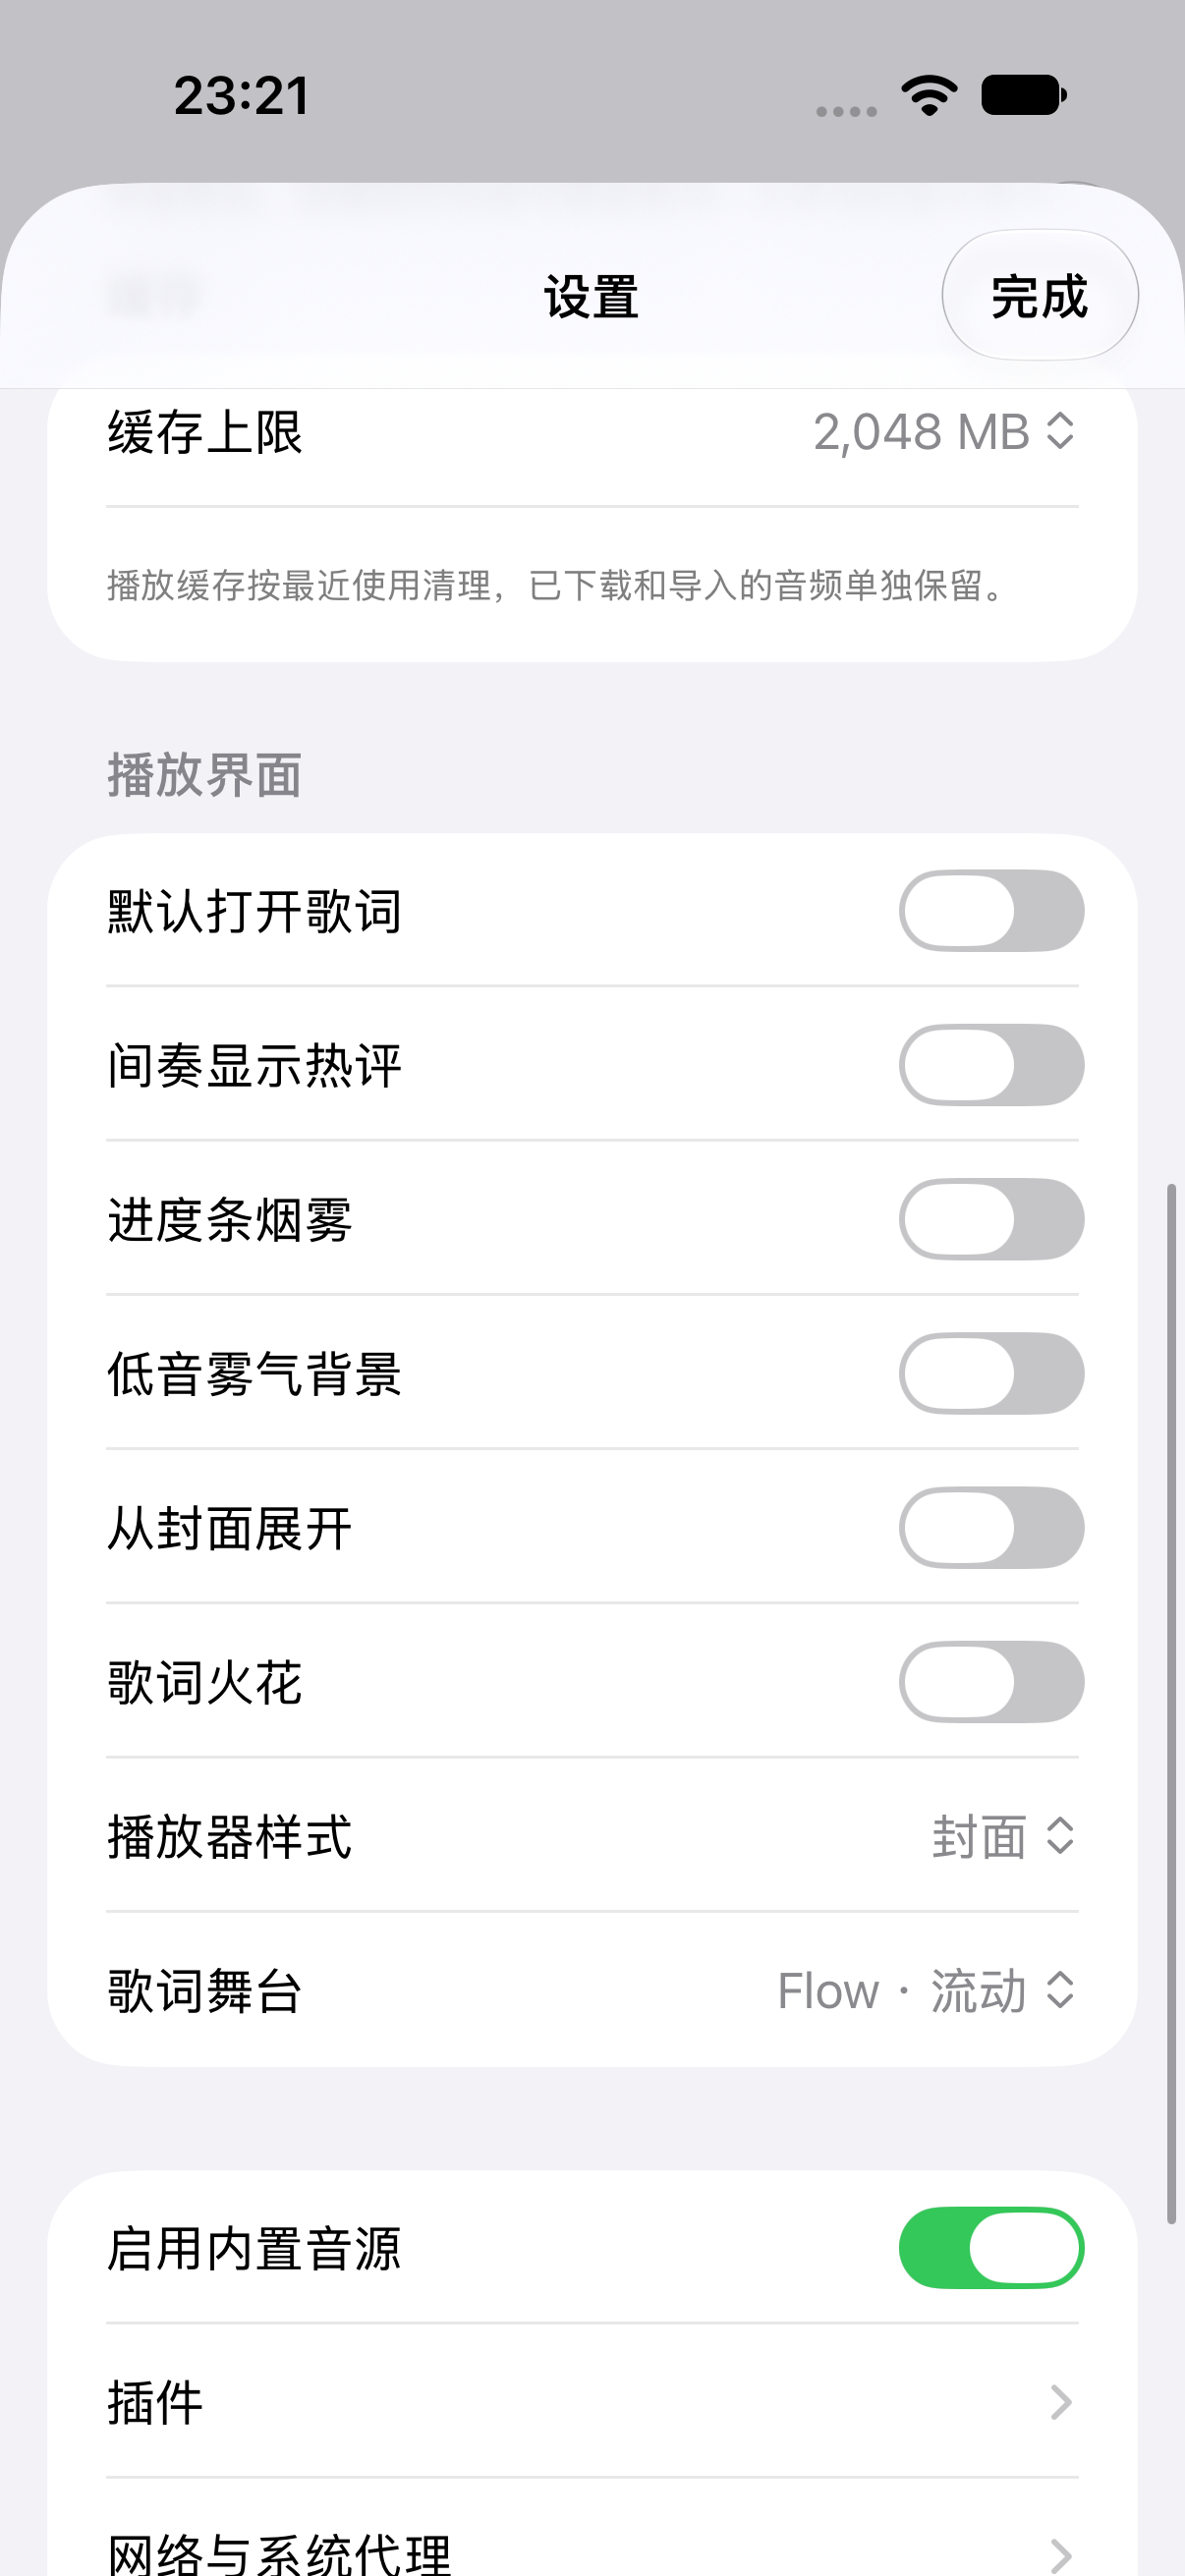 23:21
设置
完成
缓存上限
2,048 MB
播放缓存按最近使用清理，已下载和导入的音频单独保留。
播放界面
默认打开歌词
间奏显示热评
进度条烟雾
低音雾气背景
从封面展开
歌词火花
播放器样式
封面
歌词舞台
Flow · 流动
启用内置音源
插件
网络与系统代理